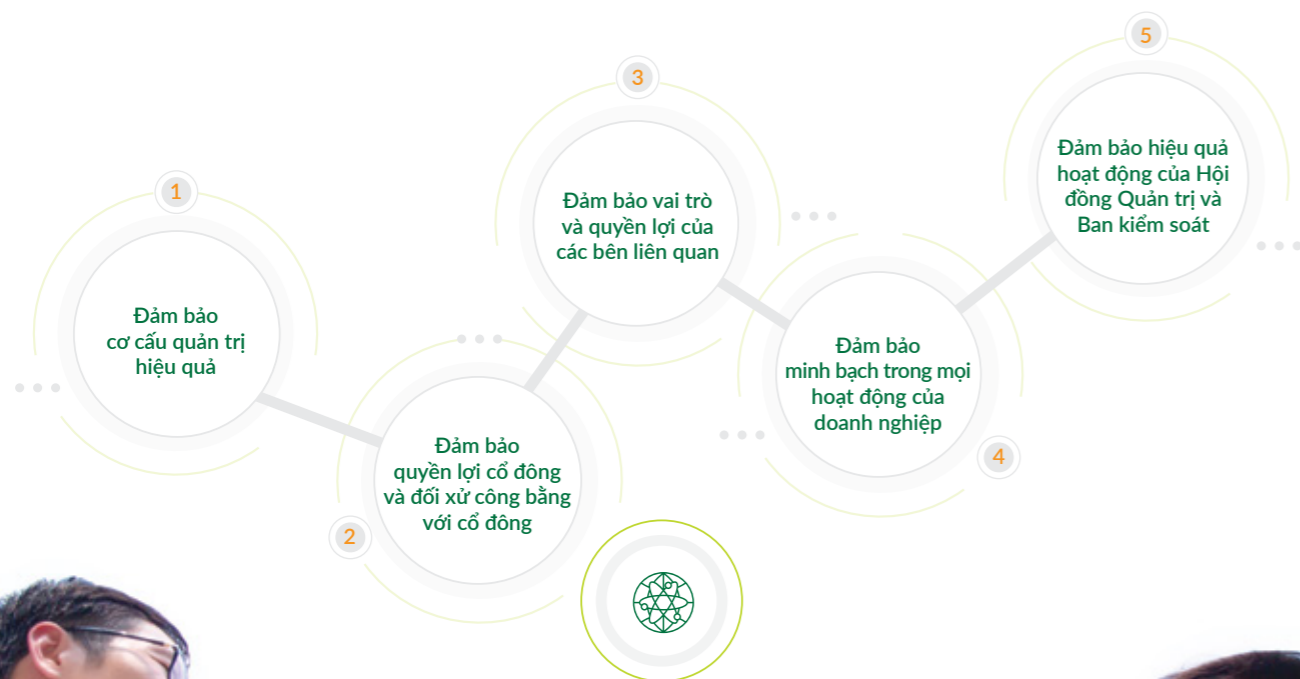 1
Đảm bảo
cơ cấu quản trị
hiệu quả
2
Đảm bảo
quyền lợi cổ đông
và đối xử công bằng
với cổ đông
3
Đảm bảo vai trò
và quyền lợi của
các bên liên quan
4
Đảm bảo
minh bạch trong mọi
hoạt động của
doanh nghiệp
5
Đảm bảo hiệu quả
hoạt động của Hội
đồng Quản trị và
Ban kiểm soát